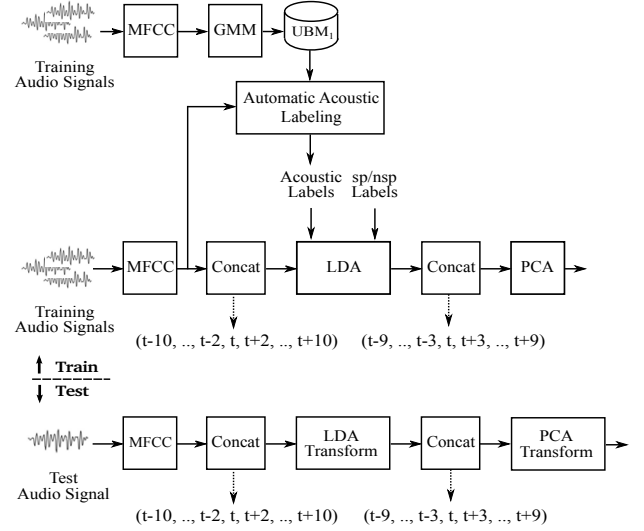 MFCC
GMM
UBM1
Training
Audio Signals
Automatic Acoustic
Labeling
Acoustic
Labels
sp/nsp
Labels
MFCC
Concat
LDA
Concat
PCA
Training
Audio Signals
(t-10, .., t-2, t, t+2, .., t+10)
(t-9, .., t-3, t, t+3, .., t+9)
Train
Test
MFCC
Concat
LDA
Transform
Concat
PCA
Transform
Test
Audio Signal
(t-10, .., t-2, t, t+2, .., t+10)
(t-9, .., t-3, t, t+3, .., t+9)